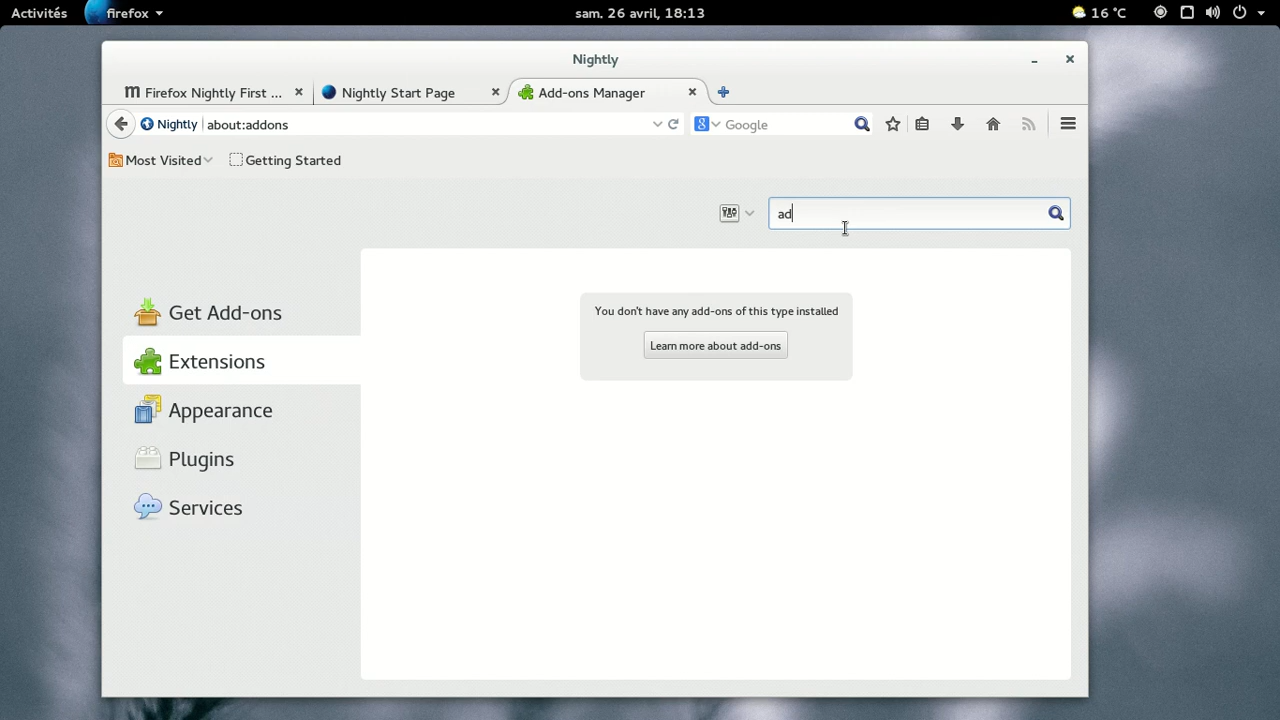 Activités firefox sam. 26 avril, 18:13 16 °C
Nightly
m Firefox Nightly First ... Nightly Start Page Add-ons Manager
Nightly about:addons 8 Google
Most Visited Getting Started
ad
You don't have any add-ons of this type installed
Learn more about add-ons
Get Add-ons
Extensions
Appearance
Plugins
Services